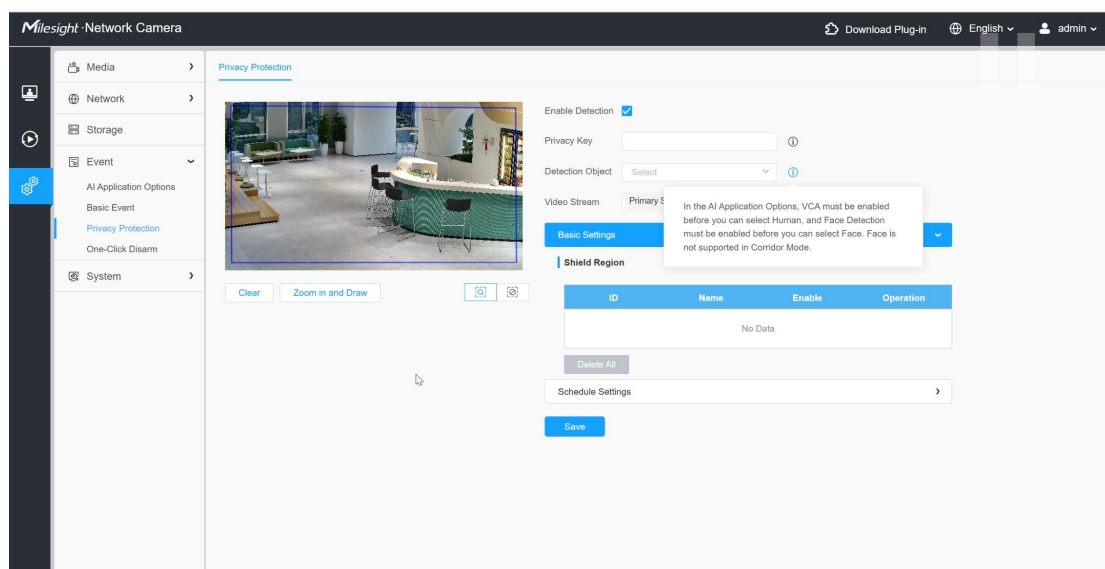 Milesight · Network Camera
Download Plug-in
English
admin
Media
Network
Storage
Event
AI Application Options
Basic Event
Privacy Protection
One-Click Disarm
System
Privacy Protection
Clear
Zoom in and Draw
Enable Detection
Privacy Key
Detection Object
Select
Video Stream
Primary S
In the AI Application Options, VCA must be enabled
before you can select Human, and Face Detection
must be enabled before you can select Face. Face is
not supported in Corridor Mode.
Basic Settings
Shield Region
ID Name Enable Operation
No Data
Delete All
Schedule Settings
Save